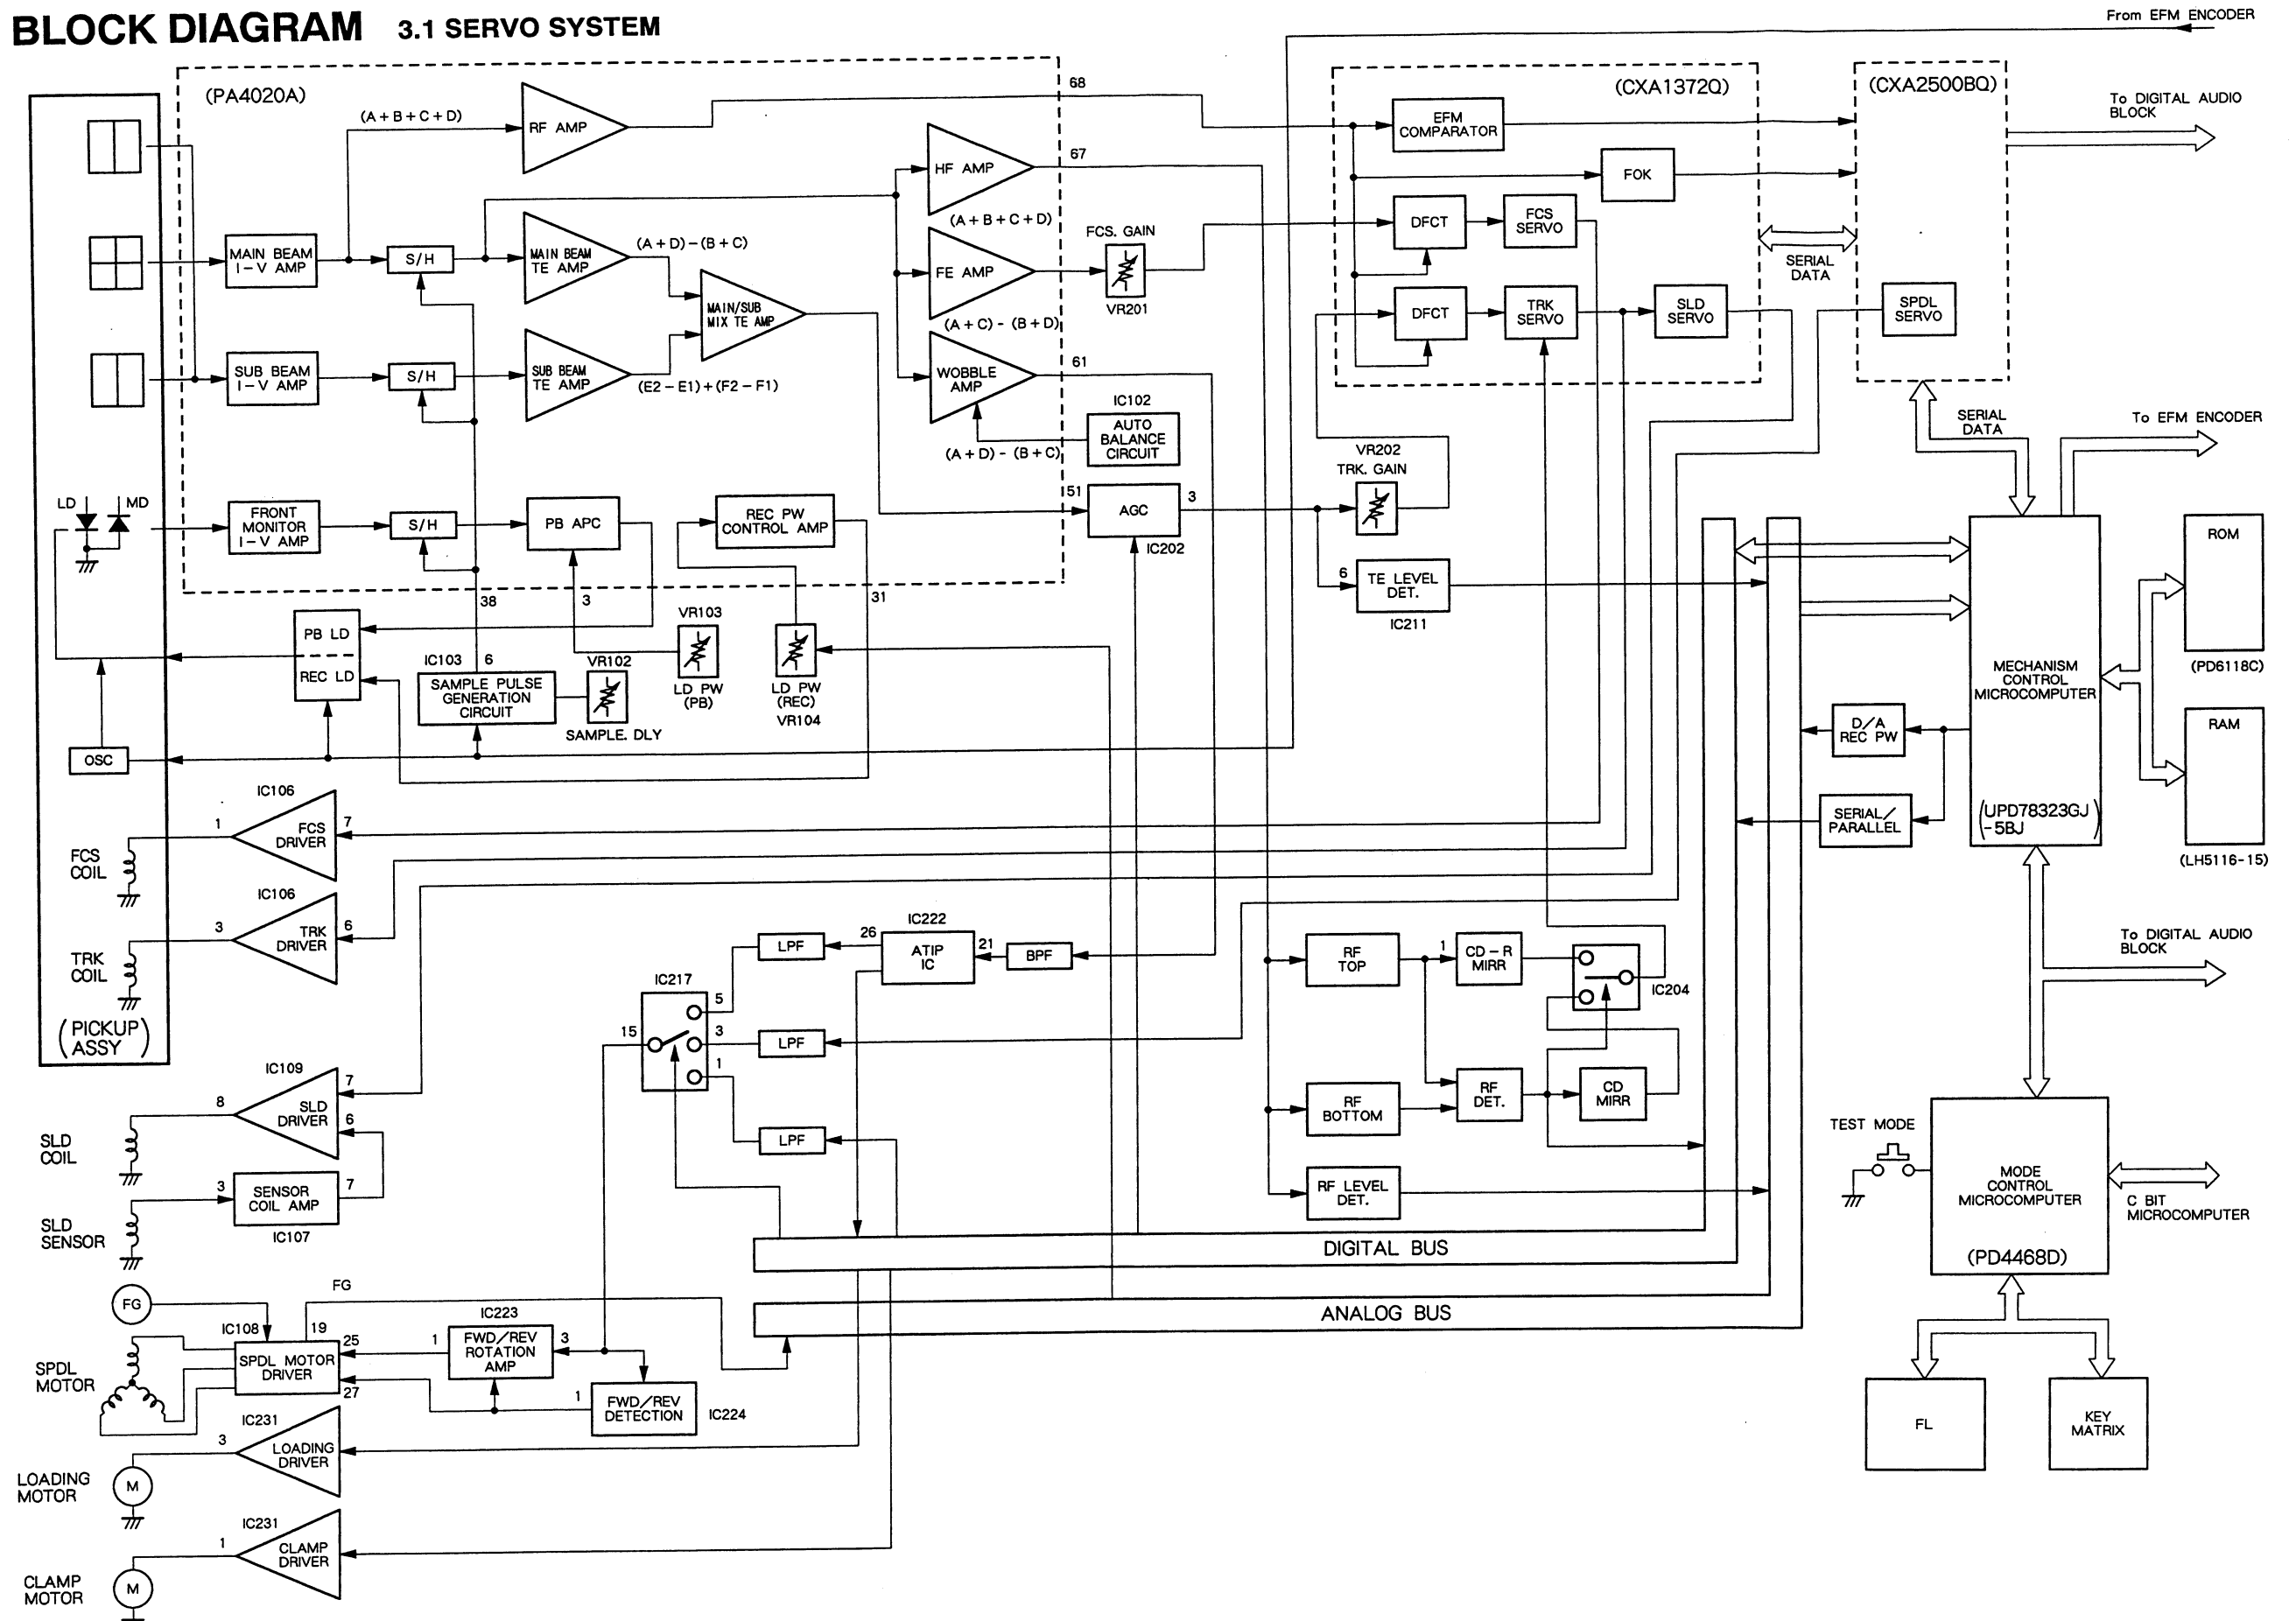 BLOCK DIAGRAM 3.1 SERVO SYSTEM
From EFM ENCODER
(PA4020A)
(A+B+C+D)
RF AMP
68
HF AMP
67
(A+B+C+D)
MAIN BEAM
I-V AMP
S/H
MAIN BEAM
TE AMP
(A+D)-(B+C)
MAIN/SUB
MIX TE AMP
FE AMP
(A+C)-(B+D)
SUB BEAM
I-V AMP
S/H
SUB BEAM
TE AMP
(E2-E1)+(F2-F1)
WOBBLE
AMP
61
(A+D)-(B+C)
IC102
AUTO
BALANCE
CIRCUIT
FCS. GAIN
VR201
(CXA1372Q)
EFM
COMPARATOR
FOK
DFCT
FCS
SERVO
DFCT
TRK
SERVO
SLD
SERVO
(CXA2500BQ)
SERIAL
DATA
SPDL
SERVO
To DIGITAL AUDIO
BLOCK
SERIAL
DATA
To EFM ENCODER
LD
MD
FRONT
MONITOR
I-V AMP
S/H
PB APC
REC PW
CONTROL AMP
51
AGC
3
IC202
VR202
TRK. GAIN
6
TE LEVEL
DET.
IC211
38
3
31
PB LD
REC LD
VR103
LD PW
(PB)
LD PW
(REC)
VR104
IC103
6
SAMPLE PULSE
GENERATION
CIRCUIT
VR102
SAMPLE. DLY
OSC
MECHANISM
CONTROL
MICROCOMPUTER
(UPD78323GJ
-5BJ)
ROM
(PD6118C)
RAM
(LH5116-15)
D/A
REC PW
SERIAL/
PARALLEL
IC106
1
FCS
DRIVER
7
FCS
COIL
IC106
3
TRK
DRIVER
6
TRK
COIL
(PICKUP
ASSY)
IC217
15
5
3
1
LPF
LPF
LPF
26
IC222
ATIP
IC
21
BPF
RF
TOP
1
CD-R
MIRR
IC204
RF
BOTTOM
RF
DET.
CD
MIRR
RF LEVEL
DET.
To DIGITAL AUDIO
BLOCK
IC109
8
SLD
DRIVER
7
6
SLD
COIL
3
SENSOR
COIL AMP
7
IC107
SLD
SENSOR
TEST MODE
MODE
CONTROL
MICROCOMPUTER
(PD4468D)
C BIT
MICROCOMPUTER
DIGITAL BUS
ANALOG BUS
FG
FG
IC108
19
25
SPDL MOTOR
DRIVER
27
SPDL
MOTOR
IC223
1
FWD/REV
ROTATION
AMP
3
1
FWD/REV
DETECTION
IC224
IC231
3
LOADING
DRIVER
LOADING
MOTOR
M
IC231
1
CLAMP
DRIVER
CLAMP
MOTOR
M
FL
KEY
MATRIX